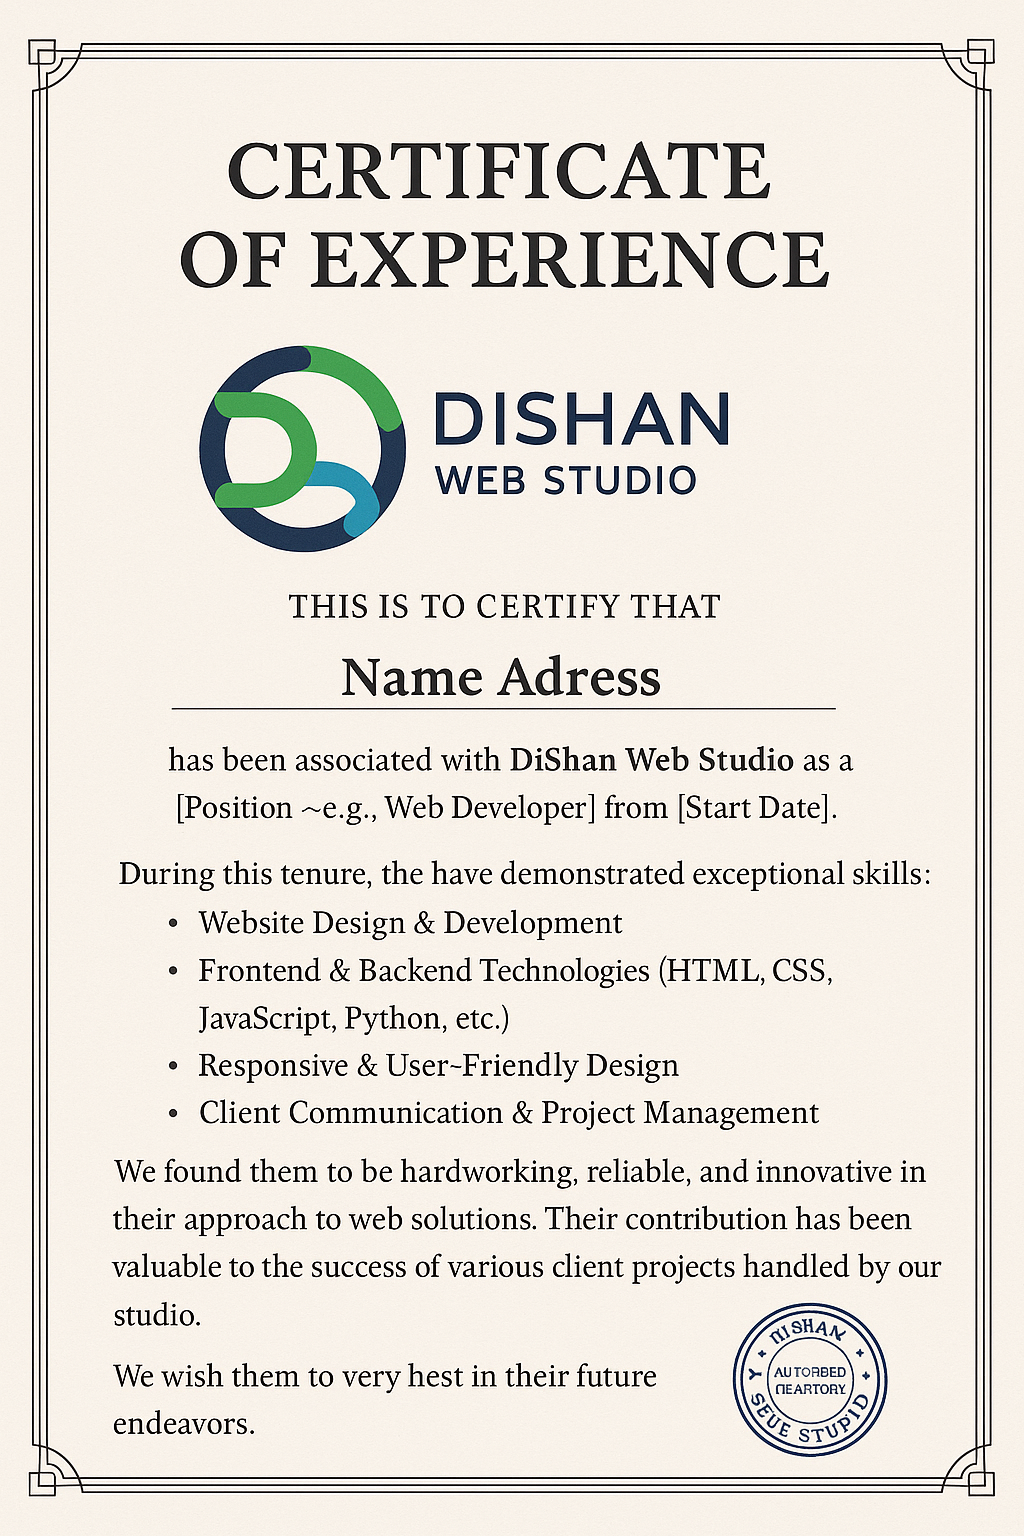 CERTIFICATE
OF EXPERIENCE
DISHAN
WEB STUDIO
THIS IS TO CERTIFY THAT
Name Adress
has been associated with DiShan Web Studio as a
[Position ~e.g., Web Developer] from [Start Date].
During this tenure, the have demonstrated exceptional skills:
• Website Design & Development
• Frontend & Backend Technologies (HTML, CSS,
JavaScript, Python, etc.)
• Responsive & User-Friendly Design
• Client Communication & Project Management
We found them to be hardworking, reliable, and innovative in
their approach to web solutions. Their contribution has been
valuable to the success of various client projects handled by our
studio.
We wish them to very hest in their future
endeavors.
SEUE STUPID